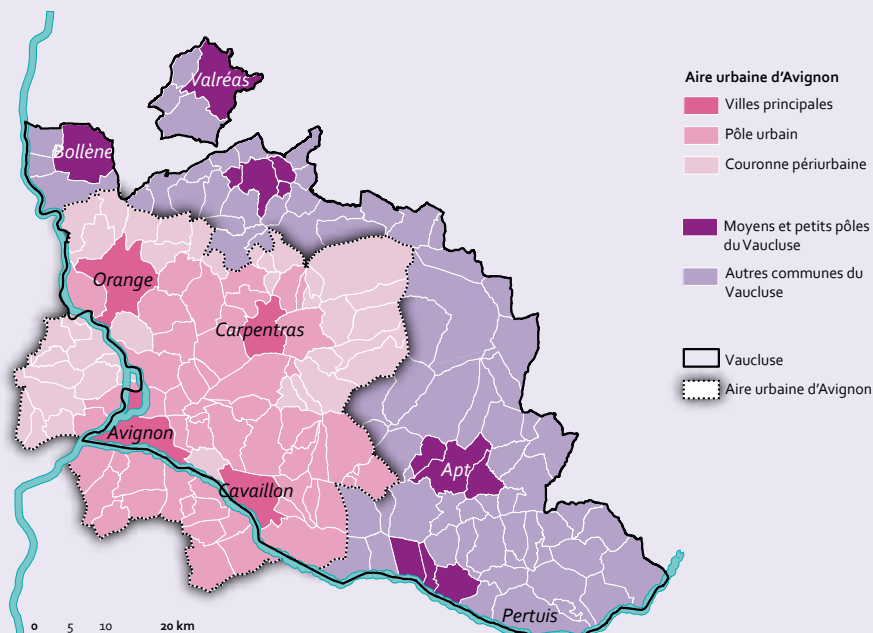 Valréas
Bollène
Orange
Carpentras
Avignon
Cavaillon
Apt
Pertuis
0 5 10 20 km
Aire urbaine d'Avignon
Villes principales
Pôle urbain
Couronne périurbaine
Moyens et petits pôles
du Vaucluse
Autres communes du
Vaucluse
Vaucluse
Aire urbaine d'Avignon